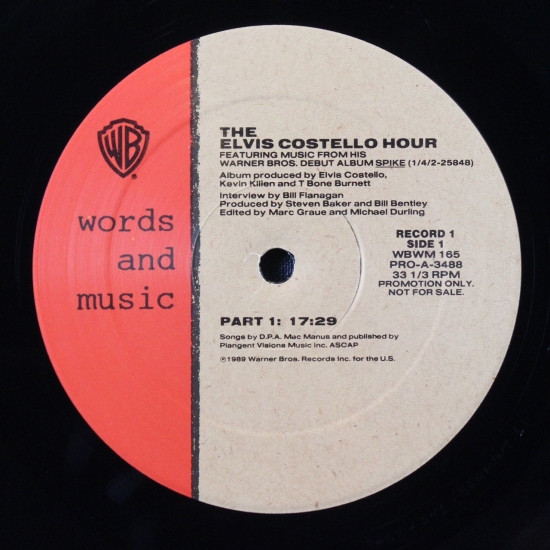 WB
words
and
music
THE
ELVIS COSTELLO HOUR
FEATURING MUSIC FROM HIS
WARNER BROS. DEBUT ALBUM SPIKE (1/4/2-25848)
Album produced by Elvis Costello,
Kevin Killen and T Bone Burnett
Interview by Bill Flanagan
Produced by Steven Baker and Bill Bentley
Edited by Marc Graue and Michael Durling
RECORD 1
SIDE 1
WBWM 165
PRO-A-3488
33 1/3 RPM
PROMOTION ONLY.
NOT FOR SALE.
PART 1: 17:29
Songs by D.P.A. Mac Manus and published by
Plangent Visions Music Inc. ASCAP
℗1989 Warner Bros. Records Inc. for the U.S.